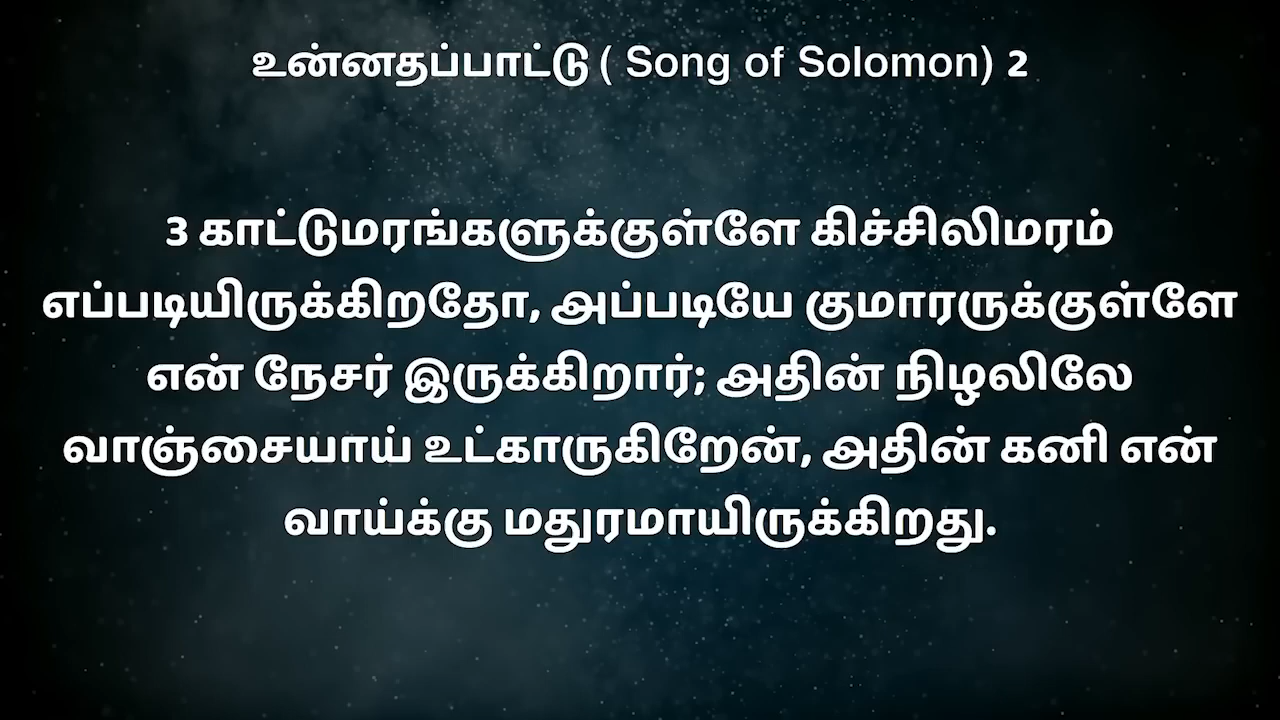 உன்னதப்பாட்டு ( Song of Solomon) 2
3 காட்டுமரங்களுக்குள்ளே கிச்சிலிமரம்
எப்படியிருக்கிறதோ, அப்படியே குமாரருக்குள்ளே
என் நேசர் இருக்கிறார்; அதின் நிழலிலே
வாஞ்சையாய் உட்காருகிறேன், அதின் கனி என்
வாய்க்கு மதுரமாயிருக்கிறது.